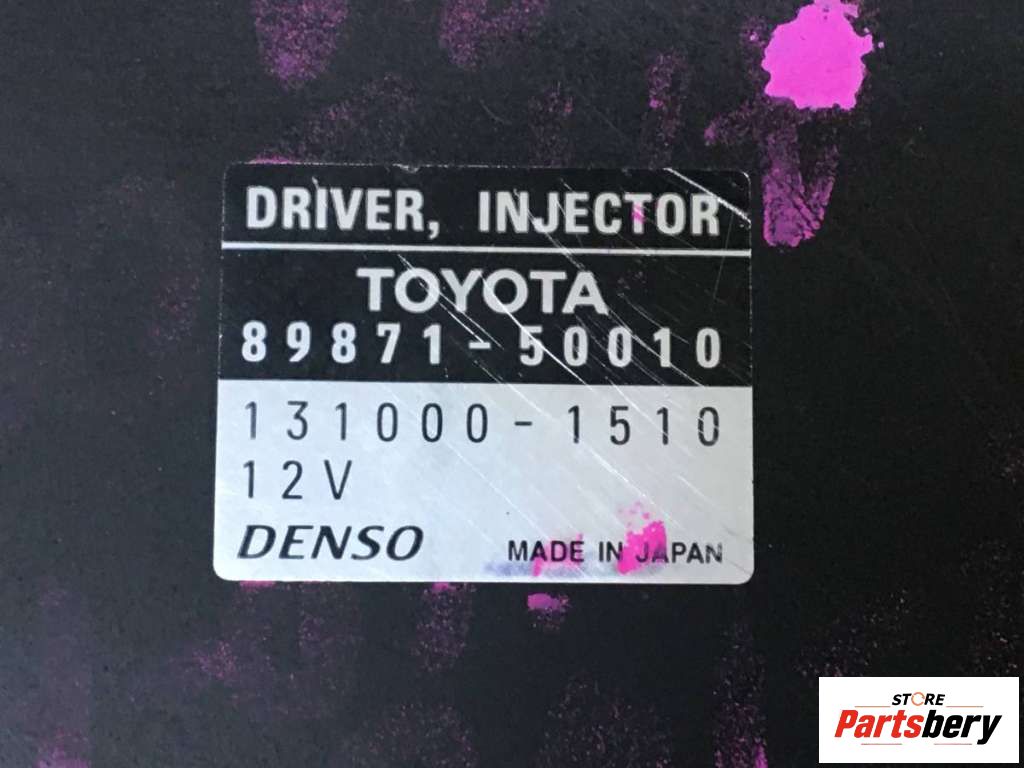 DRIVER, INJECTOR
TOYOTA
89871-50010
131000-1510
12V
DENSO MADE IN JAPAN
STORE
Partsbery